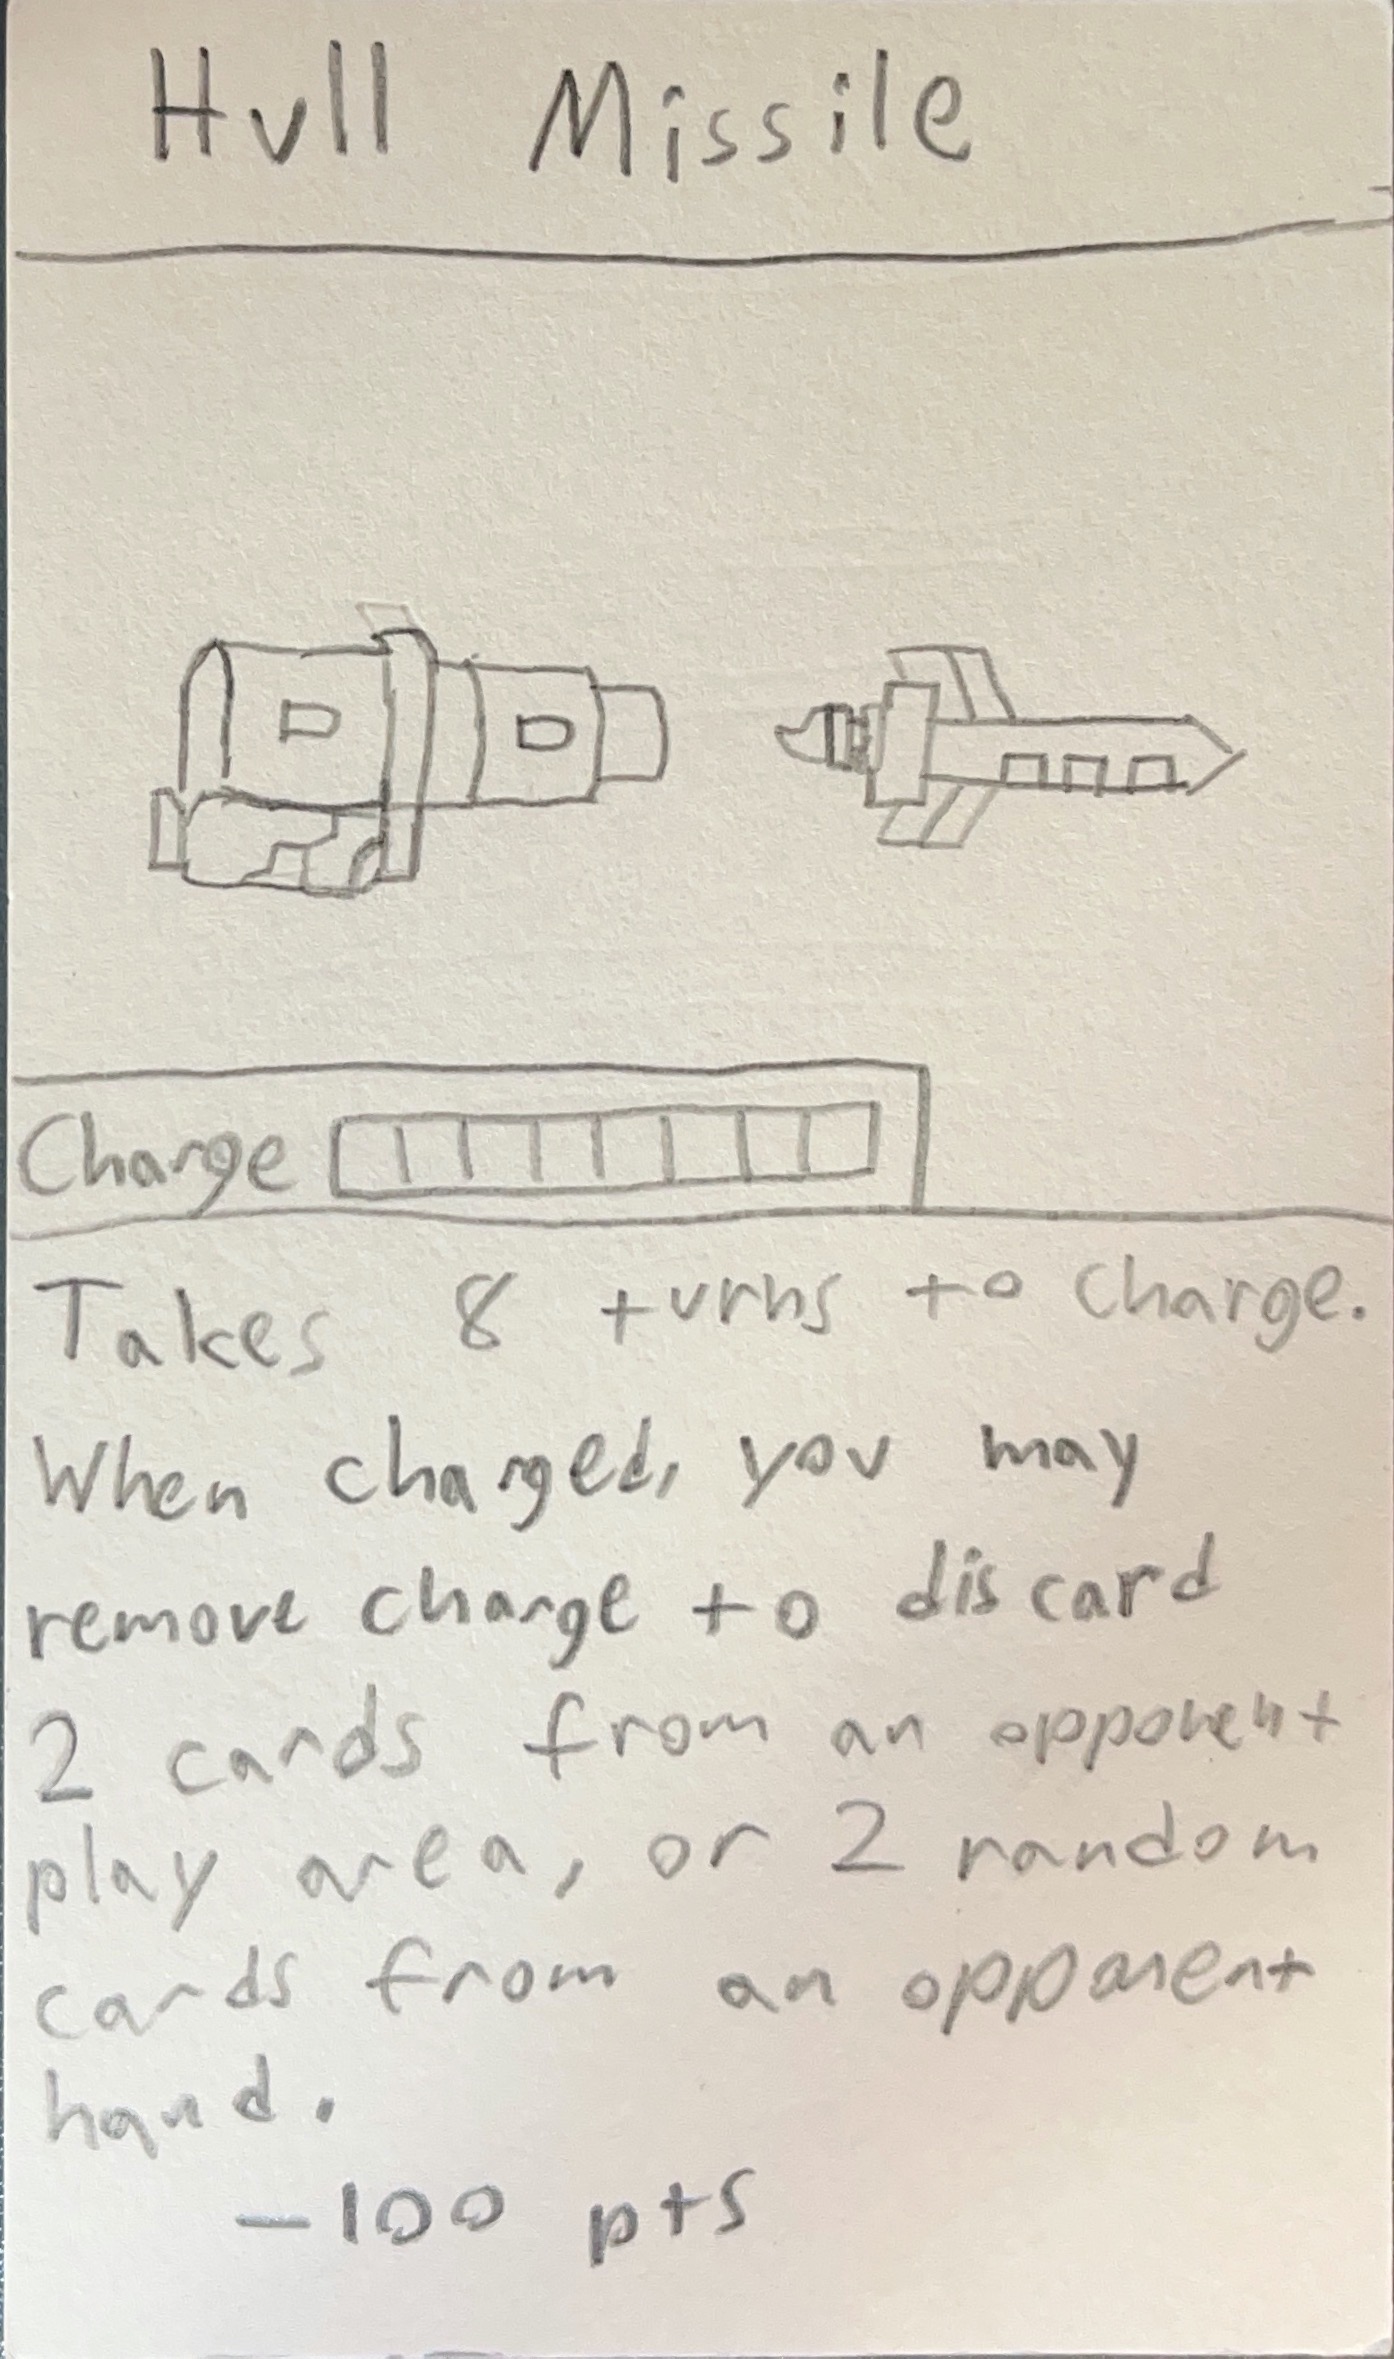 Hull Missile
Charge
Takes 8 turns to charge.
When charged, you may
remove charge to discard
2 cards from an opponent
play area, or 2 random
cards from an opponent
hand.
-100 pts